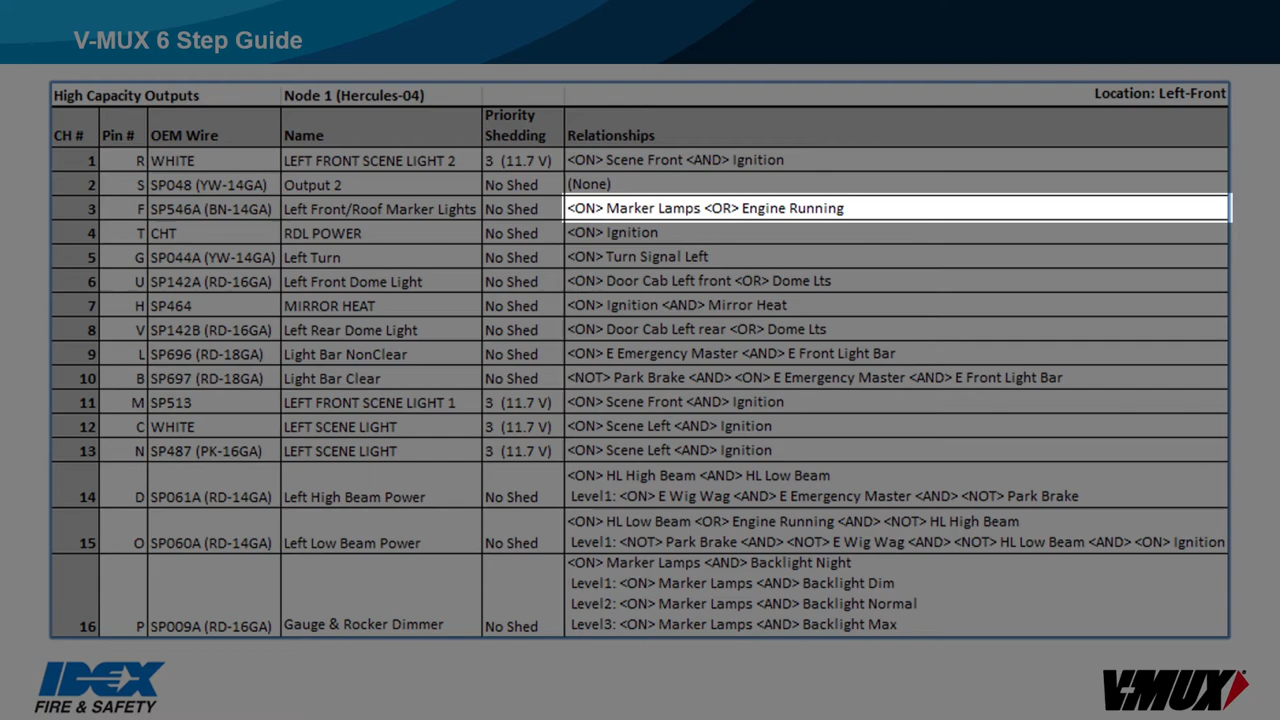 V-MUX 6 Step Guide
High Capacity Outputs Node 1 (Hercules-04) Location: Left-Front
CH # Pin # OEM Wire Name Priority Shedding Relationships
1 R WHITE LEFT FRONT SCENE LIGHT 2 3 (11.7 V) <ON> Scene Front <AND> Ignition
2 S SP048 (YW-14GA) Output 2 No Shed (None)
3 F SP546A (BN-14GA) Left Front/Roof Marker Lights No Shed <ON> Marker Lamps <OR> Engine Running
4 T CHT RDL POWER No Shed <ON> Ignition
5 G SP044A (YW-14GA) Left Turn No Shed <ON> Turn Signal Left
6 U SP142A (RD-16GA) Left Front Dome Light No Shed <ON> Door Cab Left front <OR> Dome Lts
7 H SP464 MIRROR HEAT No Shed <ON> Ignition <AND> Mirror Heat
8 V SP142B (RD-16GA) Left Rear Dome Light No Shed <ON> Door Cab Left rear <OR> Dome Lts
9 L SP696 (RD-18GA) Light Bar NonClear No Shed <ON> E Emergency Master <AND> E Front Light Bar
10 B SP697 (RD-18GA) Light Bar Clear No Shed <NOT> Park Brake <AND> <ON> E Emergency Master <AND> E Front Light Bar
11 M SP513 LEFT FRONT SCENE LIGHT 1 3 (11.7 V) <ON> Scene Front <AND> Ignition
12 C WHITE LEFT SCENE LIGHT 3 (11.7 V) <ON> Scene Left <AND> Ignition
13 N SP487 (PK-16GA) LEFT SCENE LIGHT 3 (11.7 V) <ON> Scene Left <AND> Ignition
<ON> HL High Beam <AND> HL Low Beam
14 D SP061A (RD-14GA) Left High Beam Power No Shed Level1: <ON> E Wig Wag <AND> E Emergency Master <AND> <NOT> Park Brake
<ON> HL Low Beam <OR> Engine Running <AND> <NOT> HL High Beam
15 O SP060A (RD-14GA) Left Low Beam Power No Shed Level1: <NOT> Park Brake <AND> <NOT> E Wig Wag <AND> <NOT> HL Low Beam <AND> <ON> Ignition
<ON> Marker Lamps <AND> Backlight Night
Level1: <ON> Marker Lamps <AND> Backlight Dim
Level2: <ON> Marker Lamps <AND> Backlight Normal
16 P SP009A (RD-16GA) Gauge & Rocker Dimmer No Shed Level3: <ON> Marker Lamps <AND> Backlight Max
IDEX
FIRE & SAFETY
V-MUX